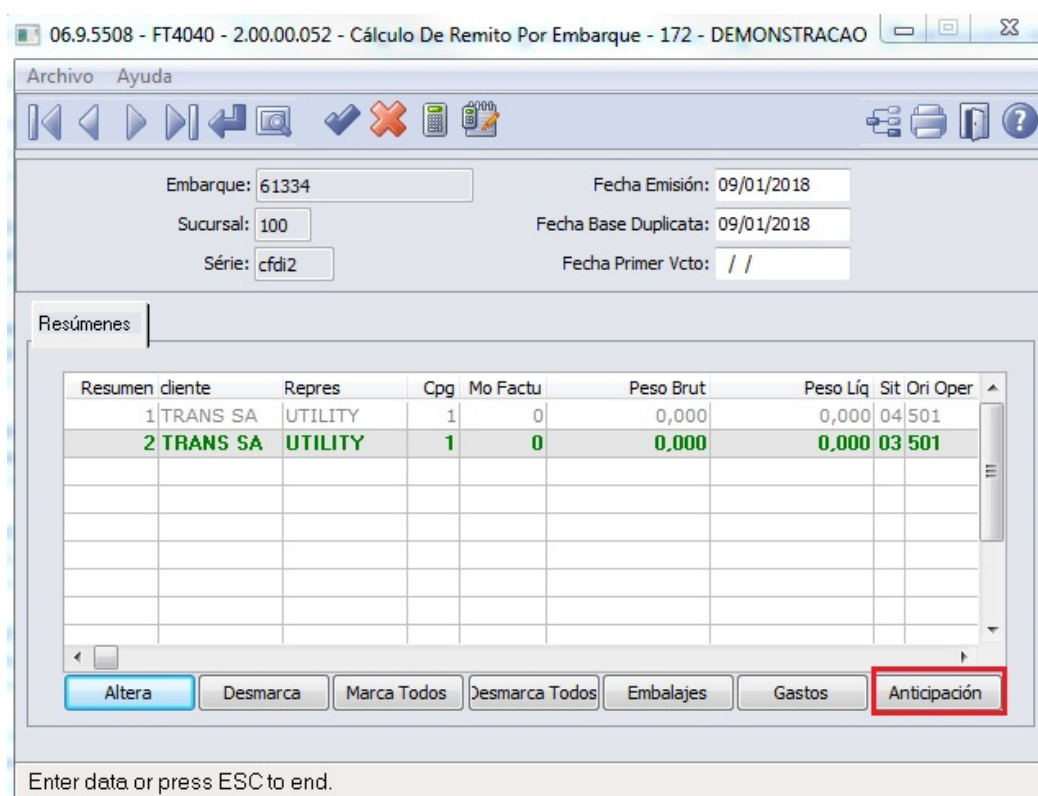 06.9.5508 - FT4040 - 2.00.00.052 - Cálculo De Remito Por Embarque - 172 - DEMONSTRACAO
Archivo Ayuda
Embarque: 61334 Fecha Emisión: 09/01/2018
Sucursal: 100 Fecha Base Duplicata: 09/01/2018
Série: cfdi2 Fecha Primer Vcto: / /
Resúmenes
Resumen cliente Repres Cpg Mo Factu Peso Brut Peso Líq Sit Ori Oper
1 TRANS SA UTILITY 1 0 0,000 0,000 04 501
2 TRANS SA UTILITY 1 0 0,000 0,000 03 501
Altera Desmarca Marca Todos Desmarca Todos Embalajes Gastos Anticipación
Enter data or press ESC to end.